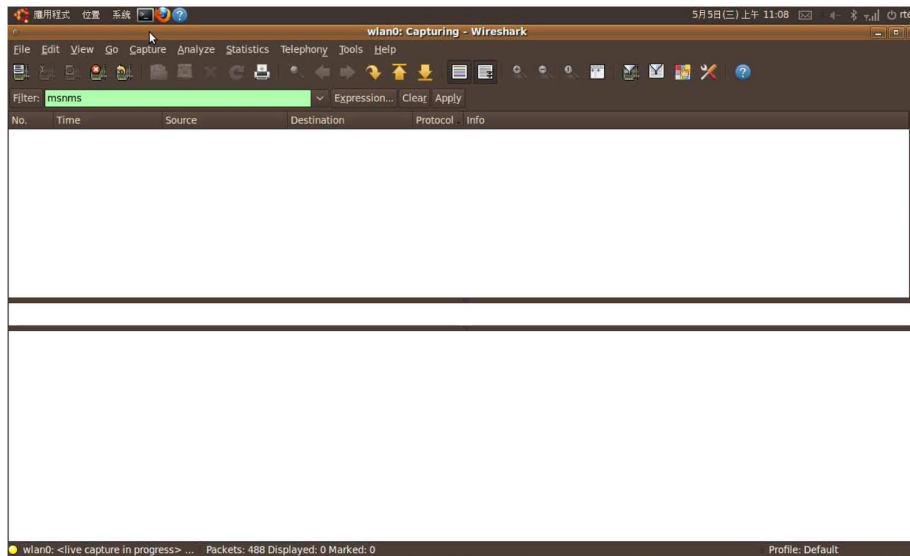 應用程式 位置 系統 5月5日(三)上午 11:08 rte
wlan0: Capturing - Wireshark
File Edit View Go Capture Analyze Statistics Telephony Tools Help
Filter: msnms Expression... Clear Apply
No. Time Source Destination Protocol Info
wlan0: <live capture in progress> ... Packets: 488 Displayed: 0 Marked: 0 Profile: Default